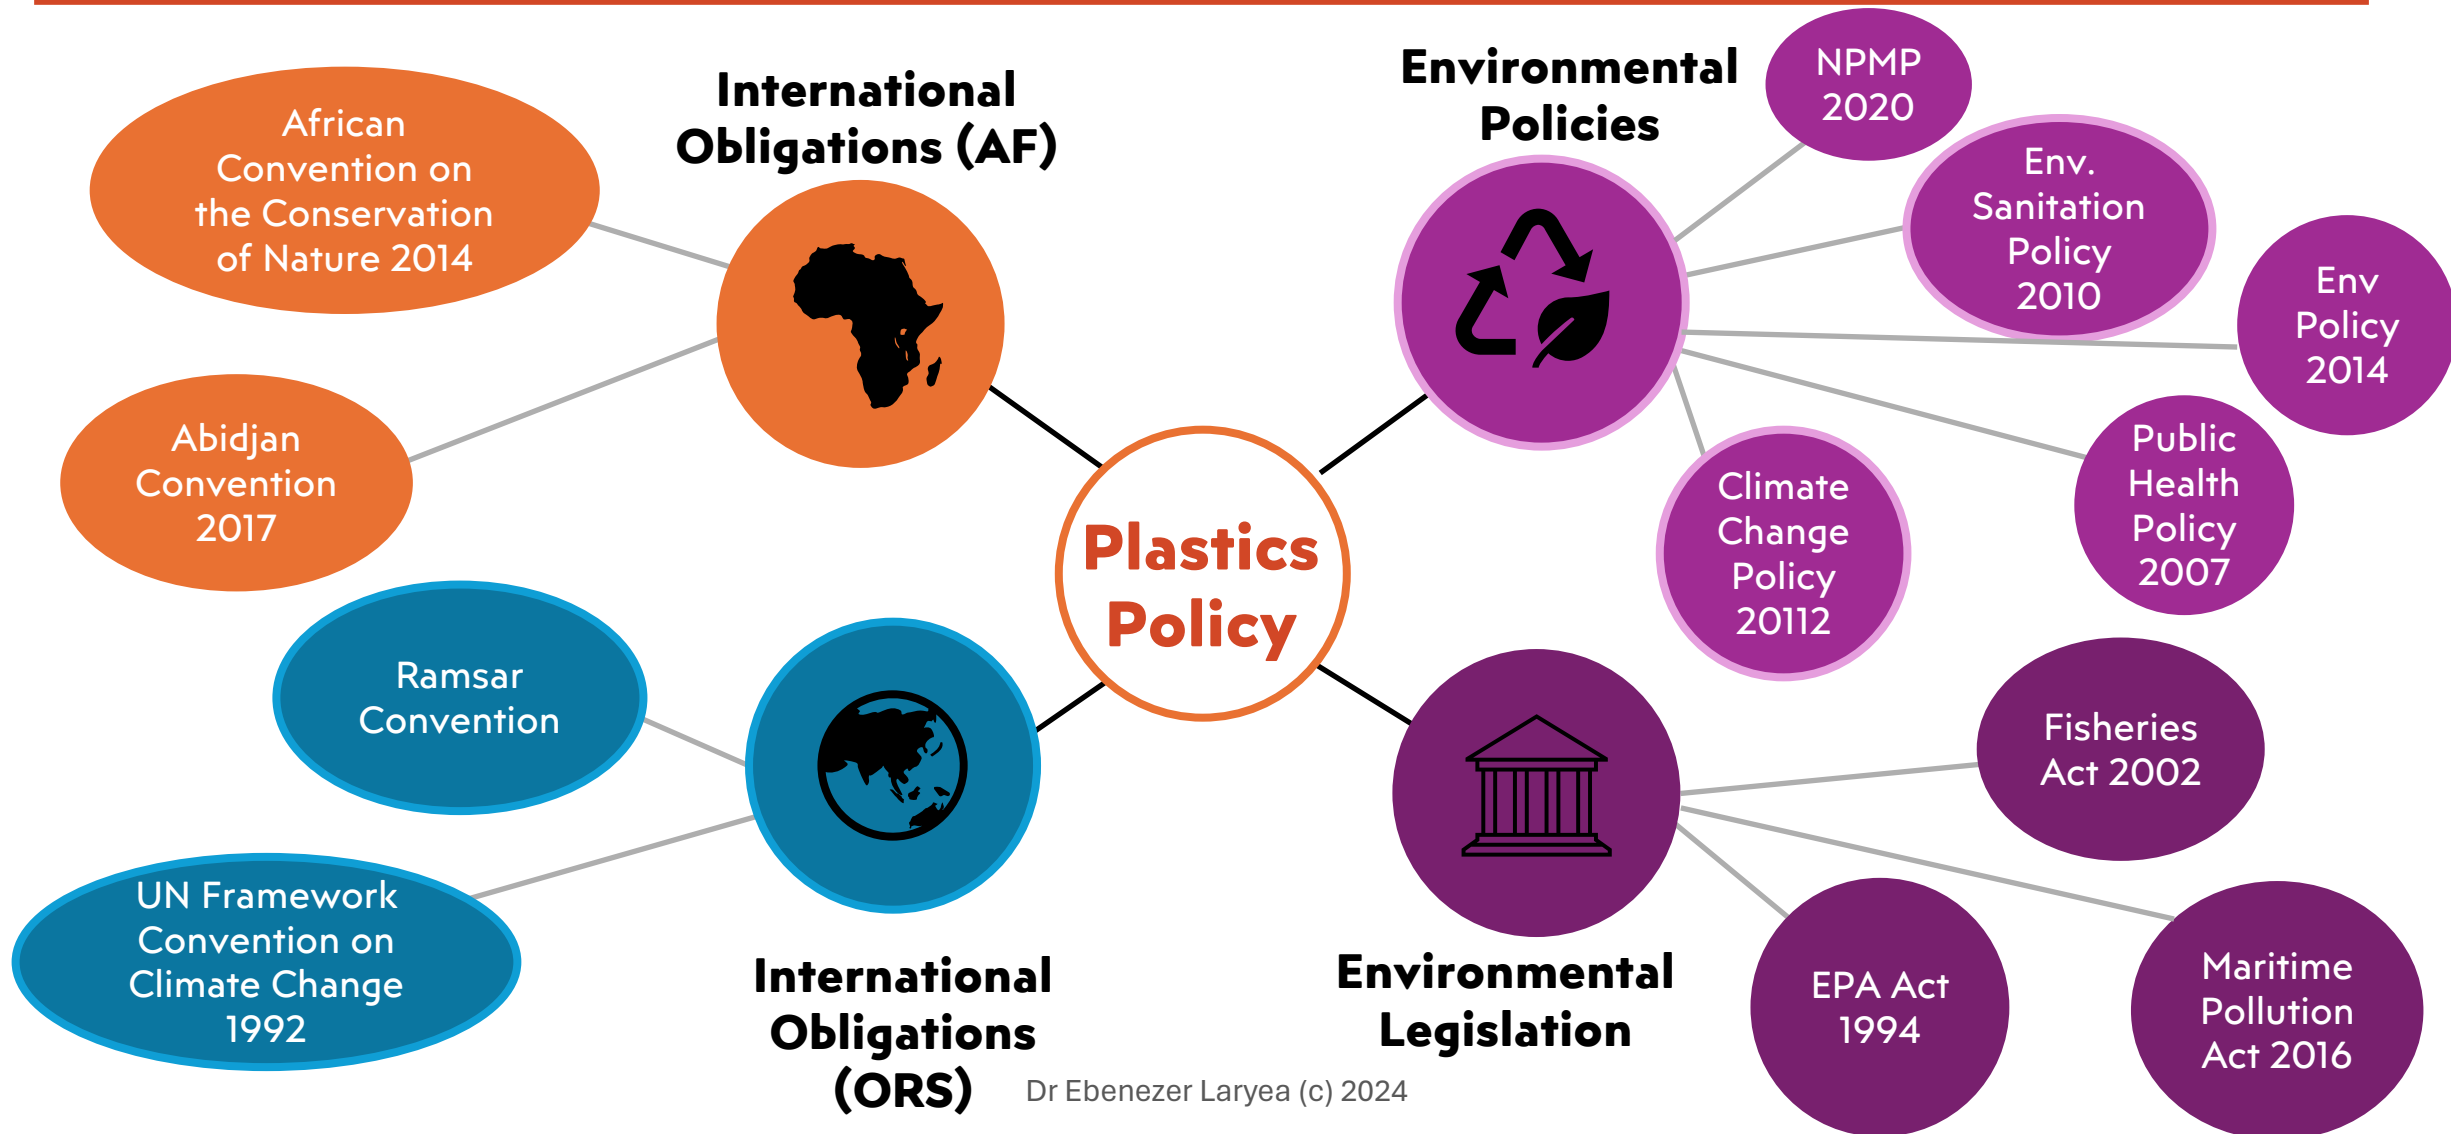 International
Obligations (AF)
African
Convention on
the Conservation
of Nature 2014
Abidjan
Convention
2017
Environmental
Policies
NPMP
2020
Env.
Sanitation
Policy
2010
Env
Policy
2014
Public
Health
Policy
2007
Climate
Change
Policy
20112
Plastics
Policy
Ramsar
Convention
UN Framework
Convention on
Climate Change
1992
International
Obligations
(ORS)
Environmental
Legislation
Fisheries
Act 2002
EPA Act
1994
Maritime
Pollution
Act 2016
Dr Ebenezer Laryea (c) 2024